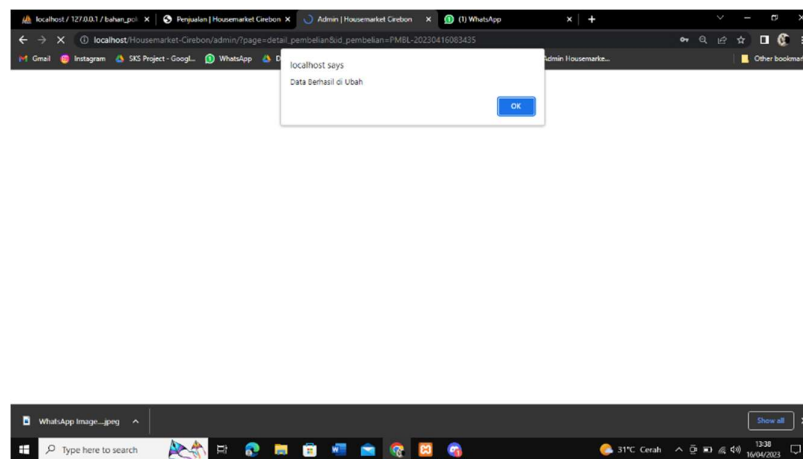 localhost / 127.0.0.1 / bahan_pol
Penjualan | Housemarket Cirebon
Admin | Housemarket Cirebon
(1) WhatsApp
localhost/Housemarket-Cirebon/admin/?page=detail_pembelian&id_pembelian=PMBL-20230416083435
Gmail
Instagram
SKS Project - Googl...
WhatsApp
D
Admin Housemarke...
Other bookmar
localhost says
Data Berhasil di Ubah
OK
WhatsApp Image....jpeg
Show all
Type here to search
31°C Cerah
13:38
16/04/2023